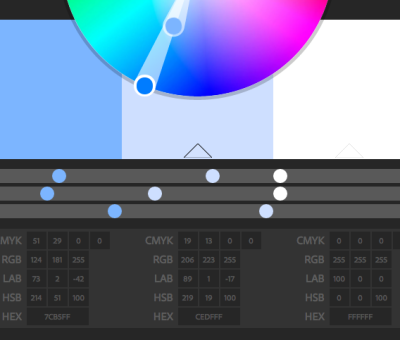 MYK 51 29 0 0 CMYK 19 13 0 0 CMYK 0 0 0
RGB 124 181 255 RGB 206 223 255 RGB 255 255 255
LAB 73 2 -42 LAB 89 1 -17 LAB 100 0 0
HSB 214 51 100 HSB 219 19 100 HSB 0 0 100
HEX 7CB5FF HEX CEDFFF HEX FFFFFF